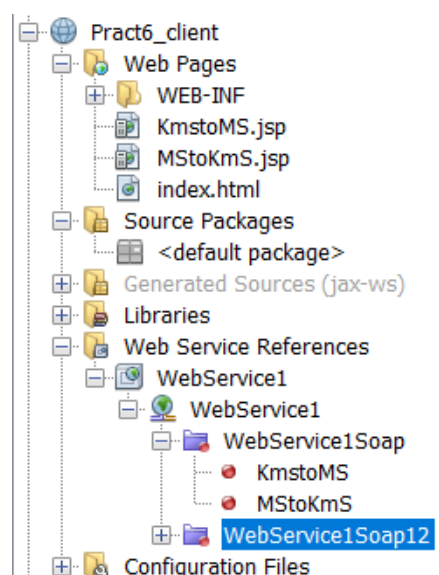 Pract6_client
Web Pages
WEB-INF
KmstoMS.jsp
MStoKmS.jsp
index.html
Source Packages
<default package>
Generated Sources (jax-ws)
Libraries
Web Service References
WebService1
WebService1
WebService1Soap
KmstoMS
MStoKmS
WebService1Soap12
Configuration Files